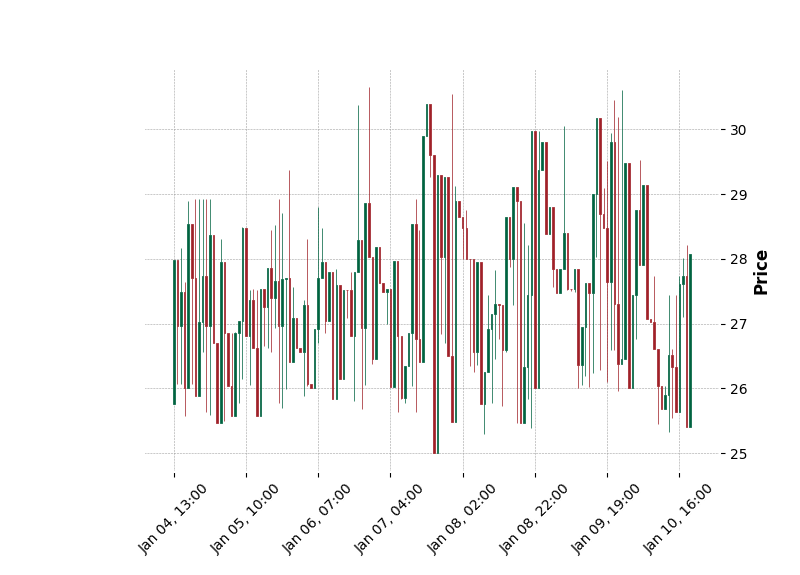 30
29
28
27
26
25
Price
Jan 04, 13:00
Jan 05, 10:00
Jan 06, 07:00
Jan 07, 04:00
Jan 08, 02:00
Jan 08, 22:00
Jan 09, 19:00
Jan 10, 16:00